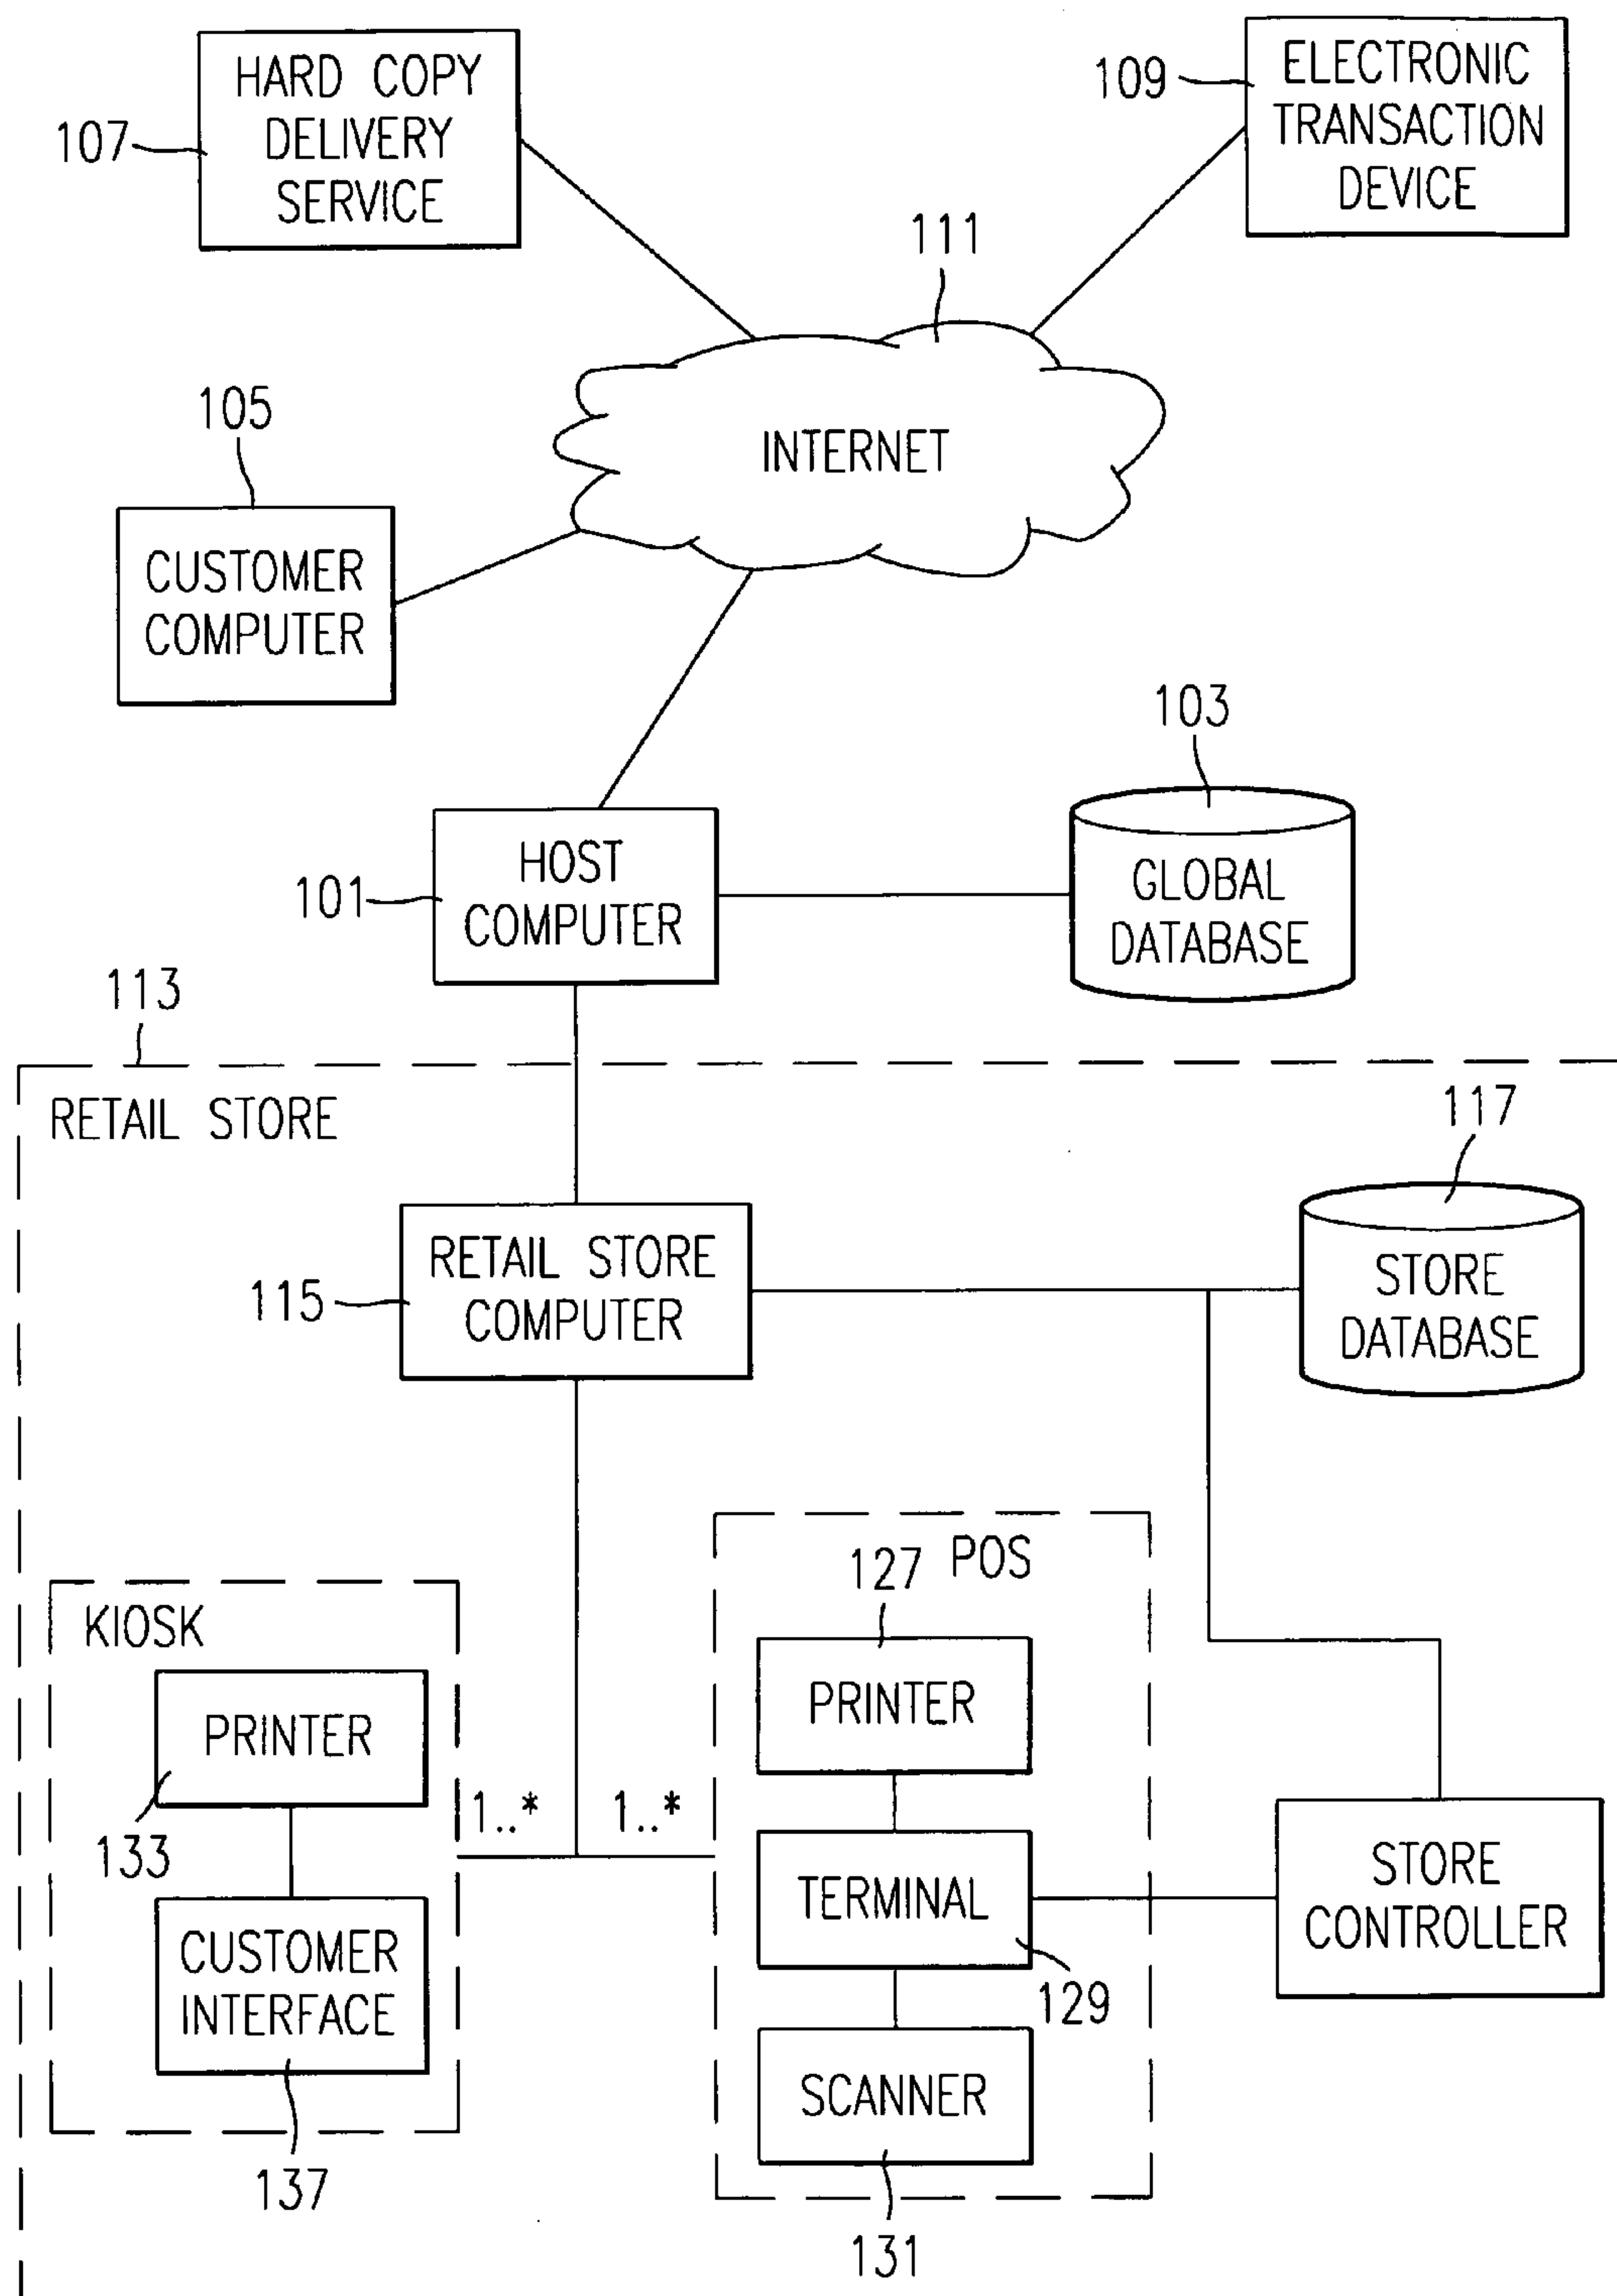 HARD COPY
DELIVERY
SERVICE
107
109
ELECTRONIC
TRANSACTION
DEVICE
111
INTERNET
105
CUSTOMER
COMPUTER
103
GLOBAL
DATABASE
101
HOST
COMPUTER
113
RETAIL STORE
117
STORE
DATABASE
115
RETAIL STORE
COMPUTER
KIOSK
PRINTER
133
CUSTOMER
INTERFACE
137
1..*
1..*
POS
127
PRINTER
TERMINAL
129
SCANNER
131
STORE
CONTROLLER